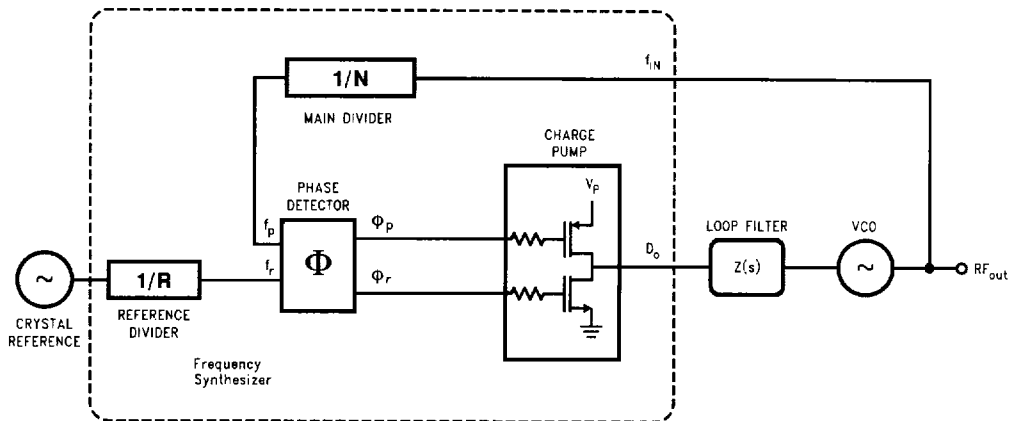 f_IN
1/N
MAIN DIVIDER
CHARGE
PUMP
V_P
PHASE
DETECTOR
f_p
Φ_p
D_o
LOOP FILTER
VCO
Φ
f_r
Φ_r
Z(s)
~
RF_out
~
1/R
CRYSTAL
REFERENCE
REFERENCE
DIVIDER
Frequency
Synthesizer